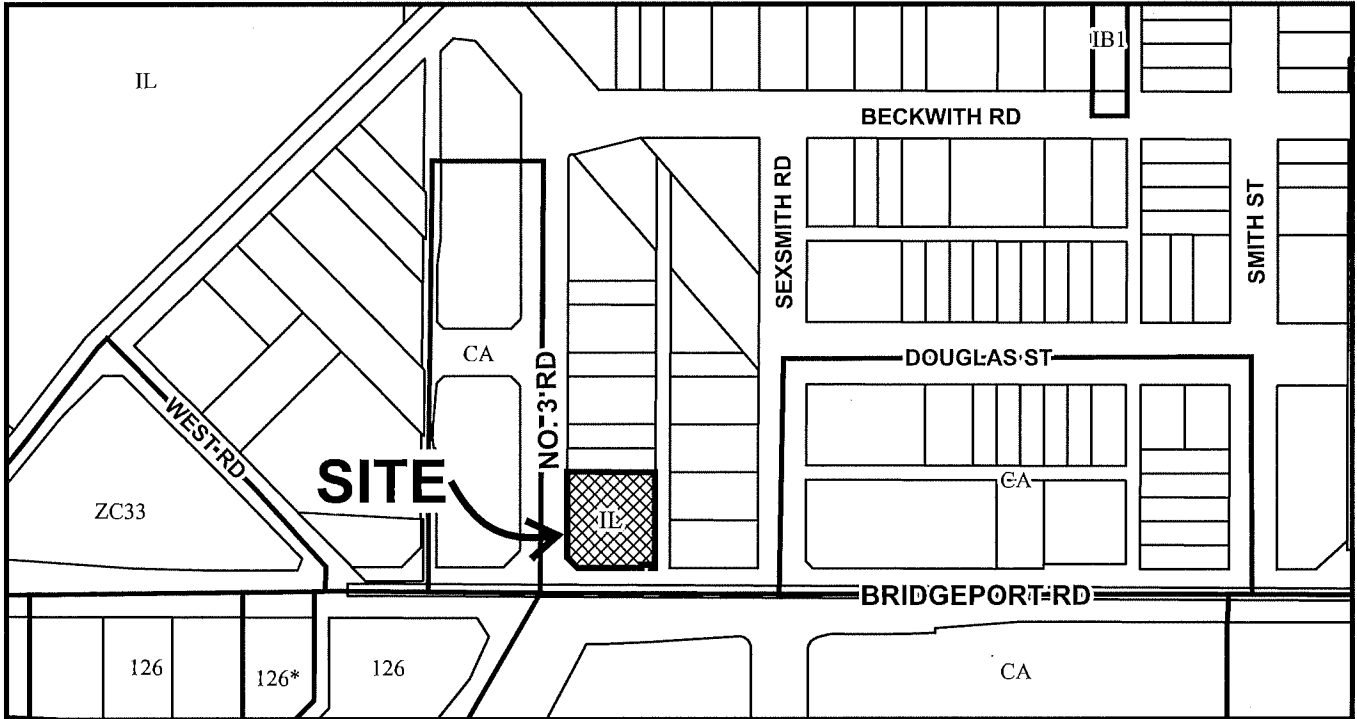 IB1
IL
BECKWITH RD
SEXSMITH RD
SMITH ST
CA
DOUGLAS ST
NO. 3 RD
WEST RD
SITE
CA
ZC33
IL
BRIDGEPORT RD
126
126*
126
CA